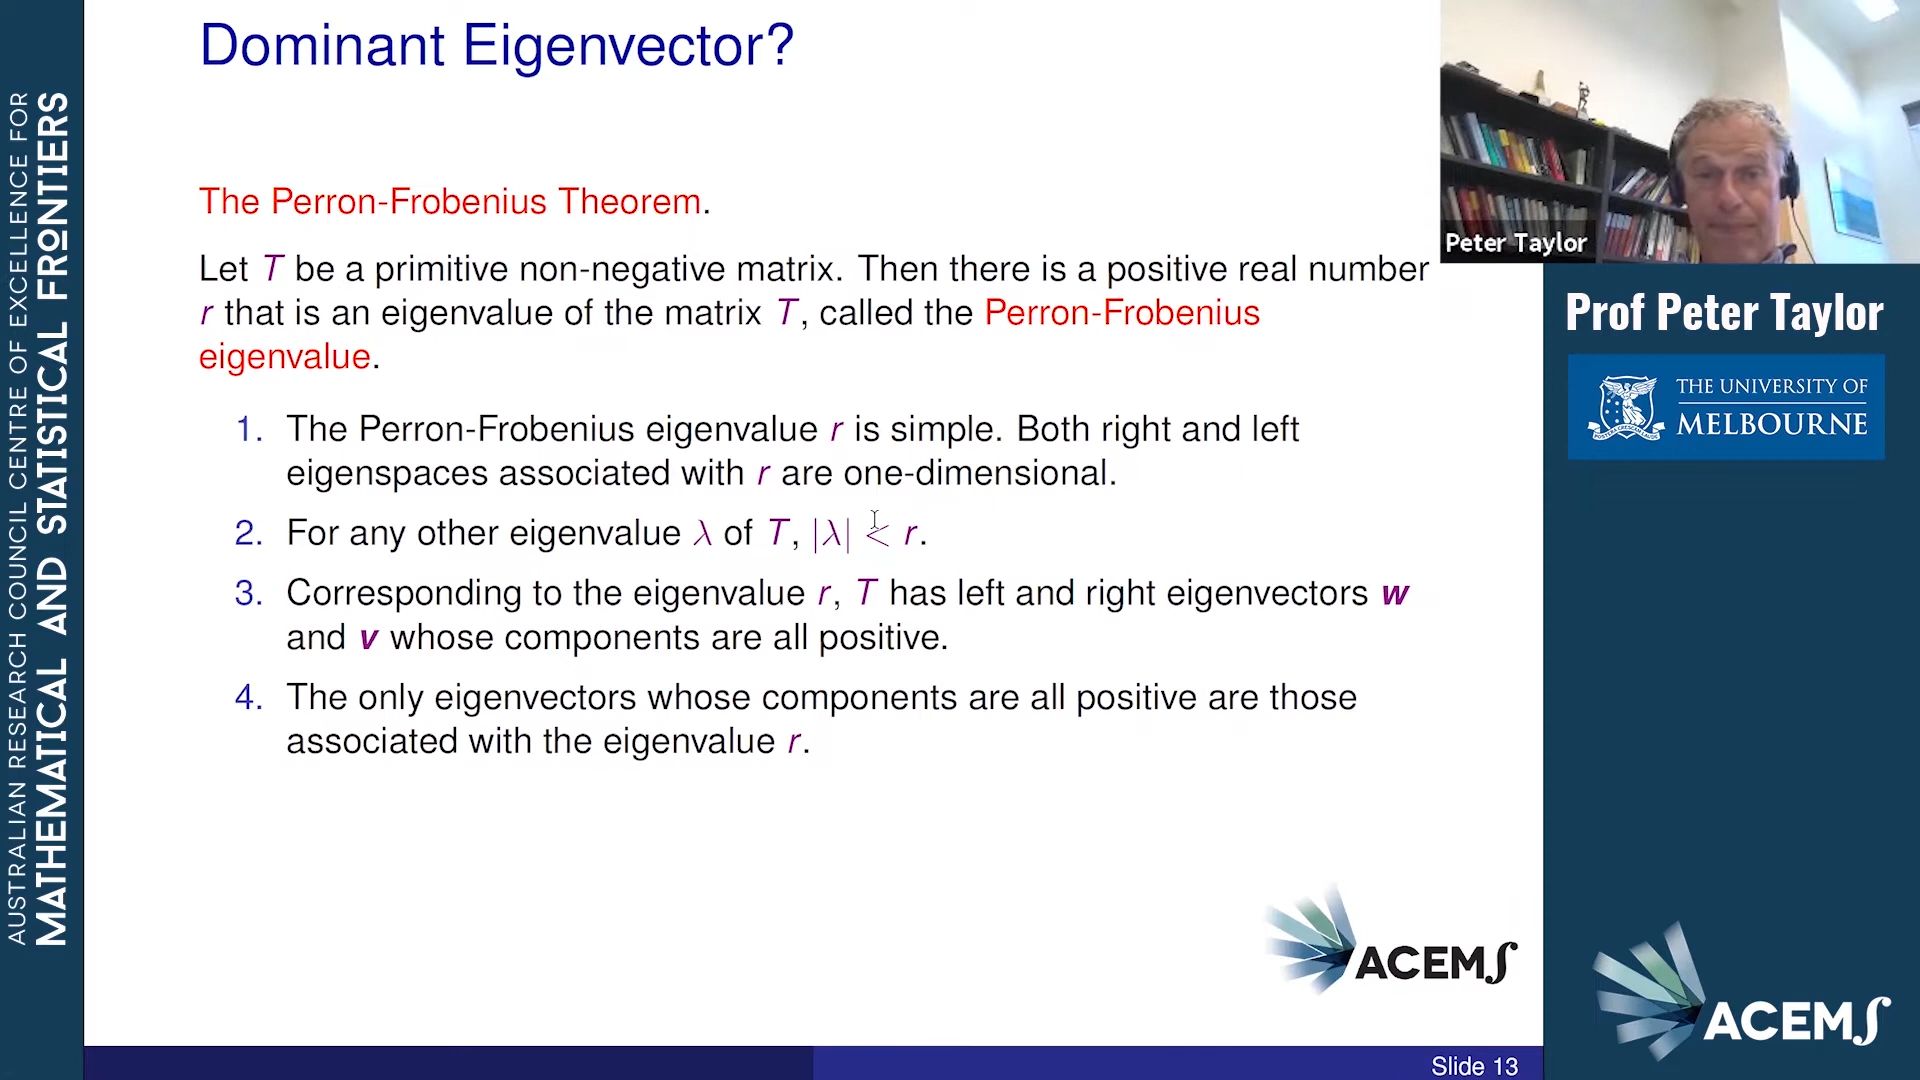 Dominant Eigenvector?
The Perron-Frobenius Theorem.
Let T be a primitive non-negative matrix. Then there is a positive real number
r that is an eigenvalue of the matrix T, called the Perron-Frobenius
eigenvalue.
1. The Perron-Frobenius eigenvalue r is simple. Both right and left
eigenspaces associated with r are one-dimensional.
2. For any other eigenvalue λ of T, |λ| < r.
3. Corresponding to the eigenvalue r, T has left and right eigenvectors w
and v whose components are all positive.
4. The only eigenvectors whose components are all positive are those
associated with the eigenvalue r.
ACEMS
Slide 13
AUSTRALIAN RESEARCH COUNCIL CENTRE OF EXCELLENCE FOR
MATHEMATICAL AND STATISTICAL FRONTIERS
Peter Taylor
Prof Peter Taylor
THE UNIVERSITY OF
MELBOURNE
ACEMS